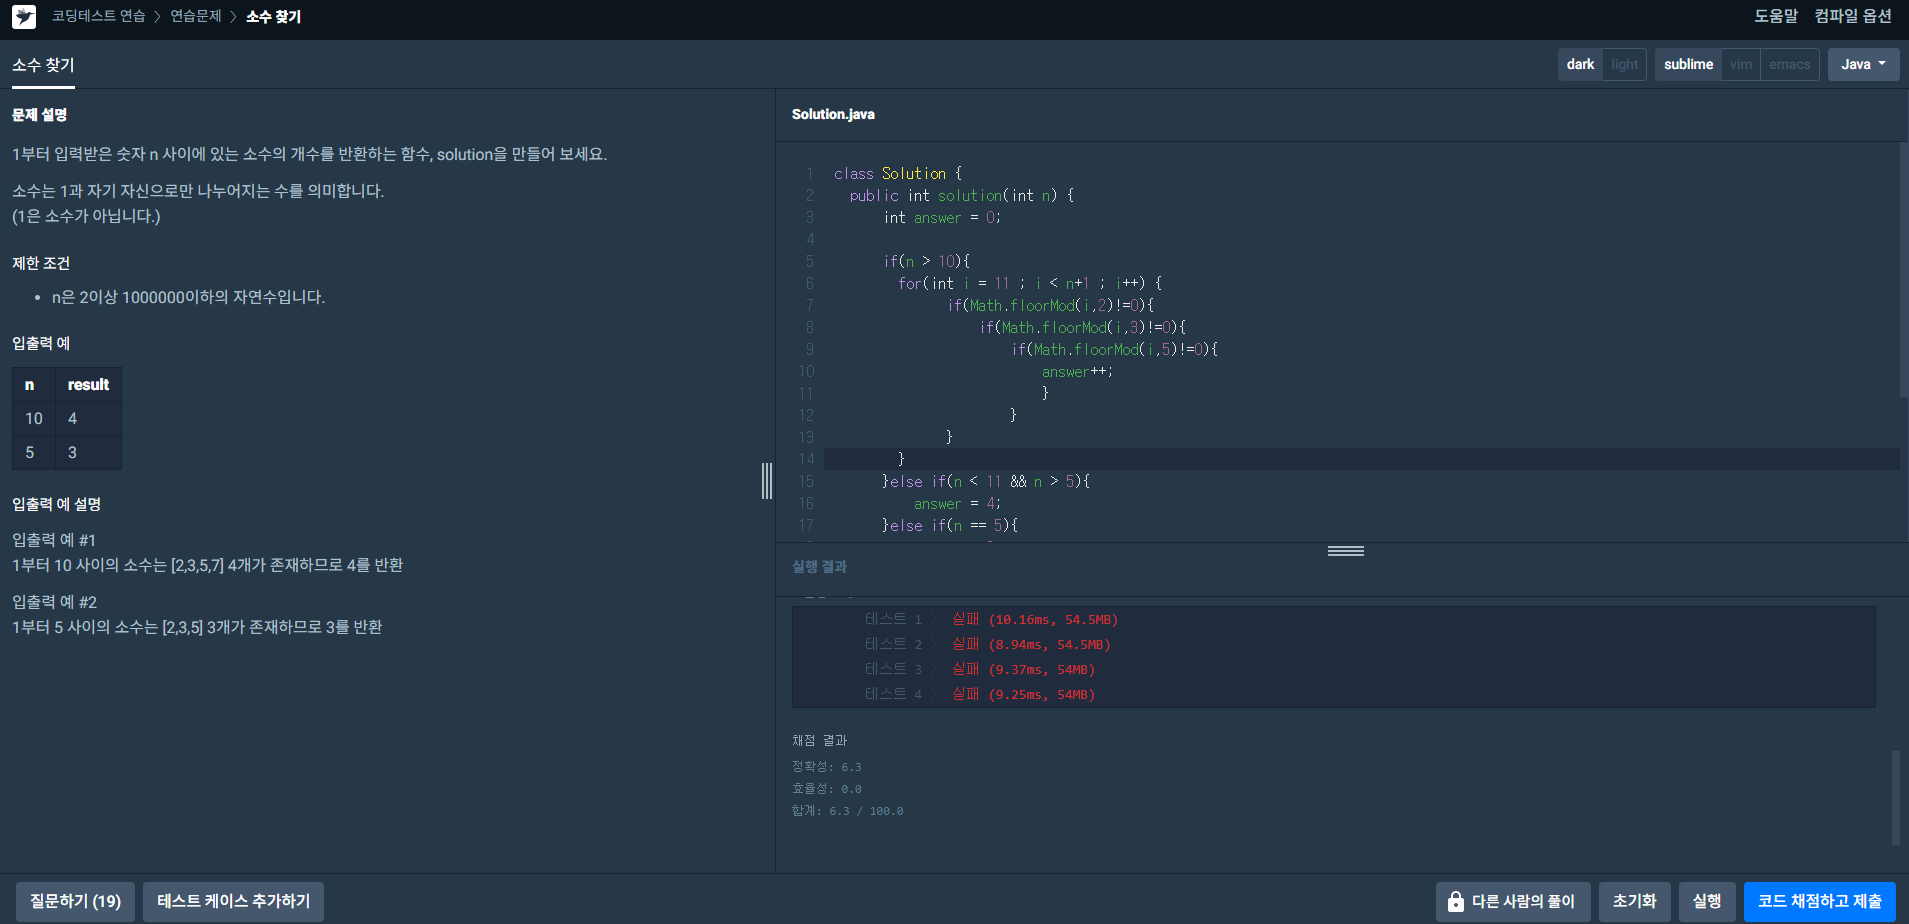 코딩테스트 연습 > 연습문제 > 소수 찾기
도움말 컴파일 옵션
소수 찾기
dark light sublime vim emacs Java
문제 설명
1부터 입력받은 숫자 n 사이에 있는 소수의 개수를 반환하는 함수, solution을 만들어 보세요.
소수는 1과 자기 자신으로만 나누어지는 수를 의미합니다.
(1은 소수가 아닙니다.)
제한 조건
• n은 2이상 1000000이하의 자연수입니다.
입출력 예
n result
10 4
5 3
입출력 예 설명
입출력 예 #1
1부터 10 사이의 소수는 [2,3,5,7] 4개가 존재하므로 4를 반환
입출력 예 #2
1부터 5 사이의 소수는 [2,3,5] 3개가 존재하므로 3를 반환
Solution.java
1 class Solution {
2 public int solution(int n) {
3 int answer = 0;
4
5 if(n > 10){
6 for(int i = 11 ; i < n+1 ; i++) {
7 if(Math.floorMod(i,2)!=0){
8 if(Math.floorMod(i,3)!=0){
9 if(Math.floorMod(i,5)!=0){
10 answer++;
11 }
12 }
13 }
14 }
15 }else if(n < 11 && n > 5){
16 answer = 4;
17 }else if(n == 5){
실행 결과
테스트 1 〉 실패 (10.16ms, 54.5MB)
테스트 2 〉 실패 (8.94ms, 54.5MB)
테스트 3 〉 실패 (9.37ms, 54MB)
테스트 4 〉 실패 (9.25ms, 54MB)
채점 결과
정확성: 6.3
효율성: 0.0
합계: 6.3 / 100.0
질문하기 (19) 테스트 케이스 추가하기
다른 사람의 풀이 초기화 실행 코드 채점하고 제출